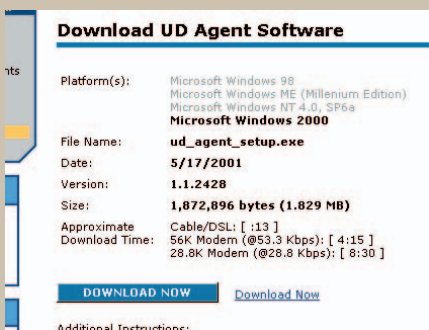 Download UD Agent Software
nts
Platform(s): Microsoft Windows 98
Microsoft Windows ME (Millenium Edition)
Microsoft Windows NT 4.0, SP6a
Microsoft Windows 2000
File Name: ud_agent_setup.exe
Date: 5/17/2001
Version: 1.1.2428
Size: 1,872,896 bytes (1.829 MB)
Approximate Cable/DSL: [ :13 ]
Download Time: 56K Modem (@53.3 Kbps): [ 4:15 ]
28.8K Modem (@28.8 Kbps): [ 8:30 ]
DOWNLOAD NOW Download Now
Additional Instructions: